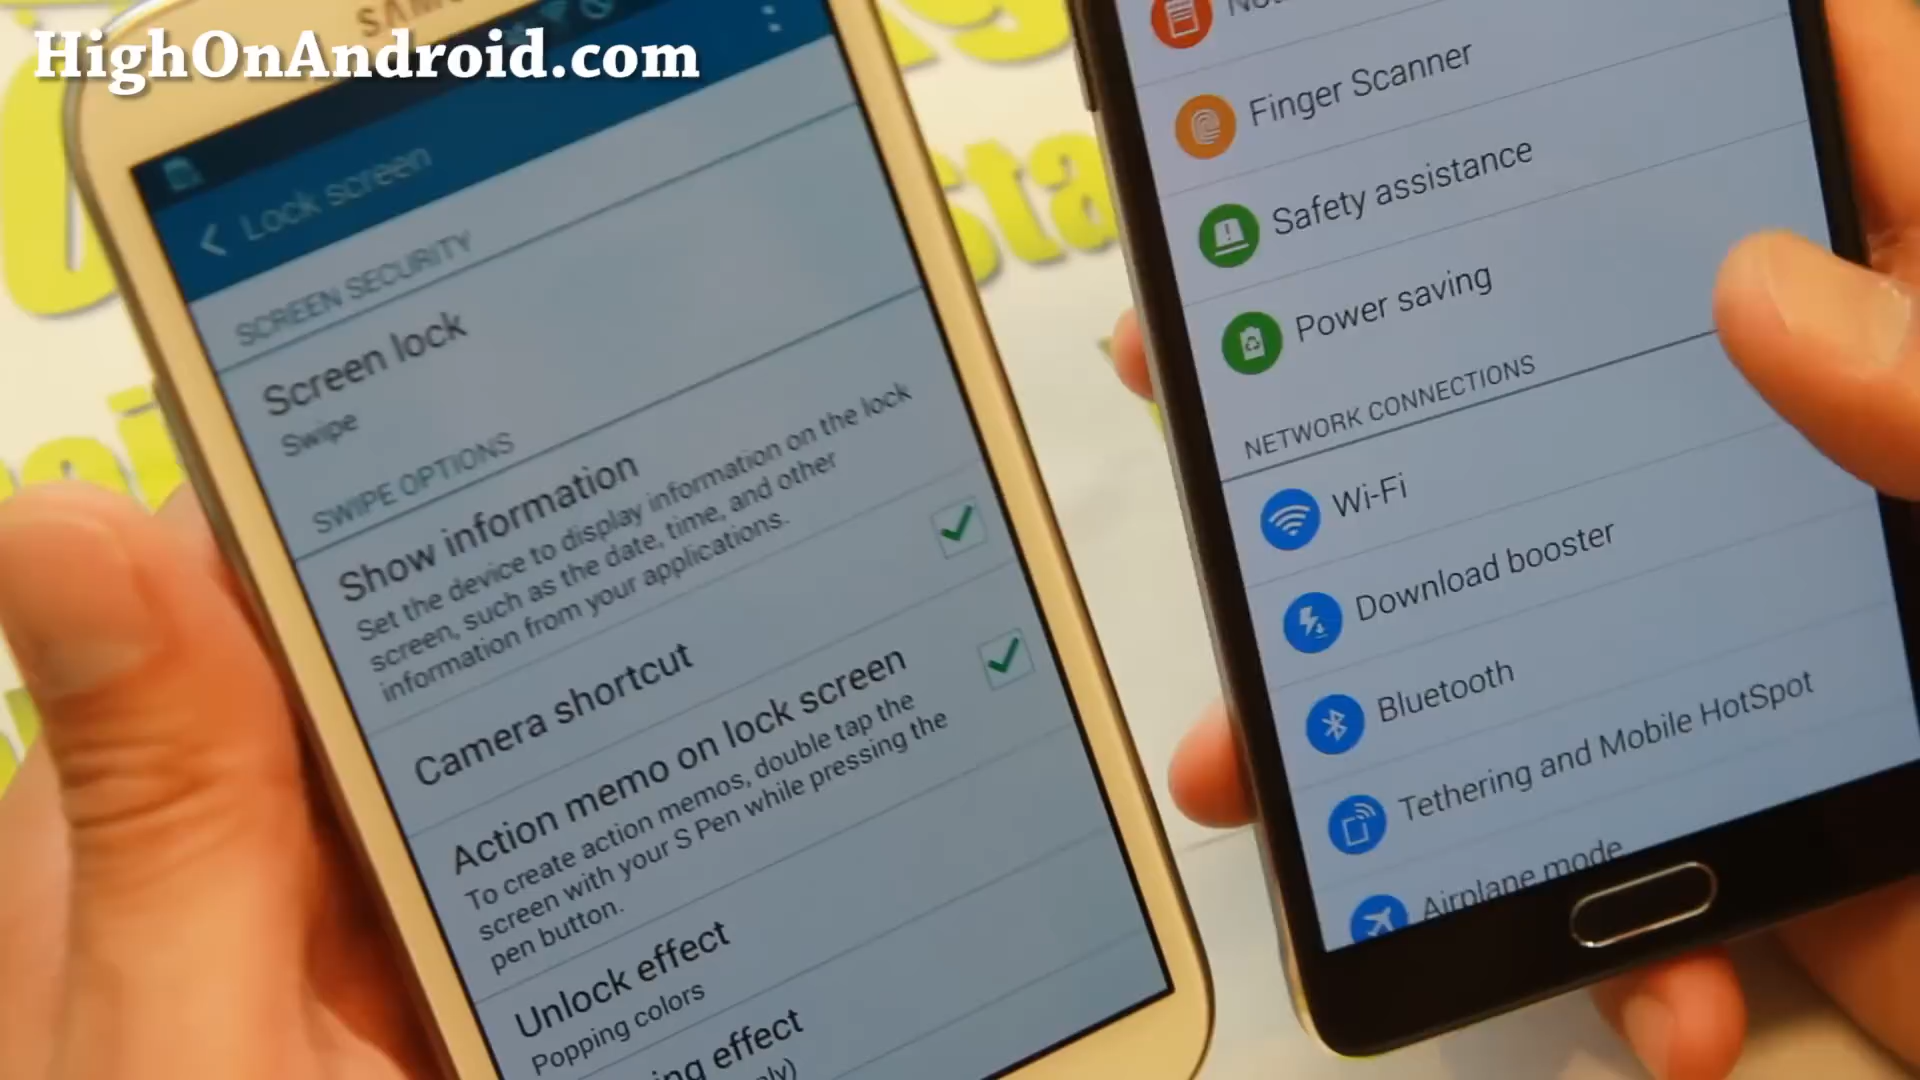 HighOnAndroid.com
SAM
Lock screen
SCREEN SECURITY
Screen lock
Swipe
SWIPE OPTIONS
Show information
Set the device to display information on the lock
screen, such as the date, time, and other
information from your applications.
Camera shortcut
Action memo on lock screen
To create action memos, double tap the
screen with your S Pen while pressing the
pen button.
Unlock effect
Popping colors
ing effect
Finger Scanner
Safety assistance
Power saving
NETWORK CONNECTIONS
Wi-Fi
Download booster
Bluetooth
Tethering and Mobile HotSpot
Airplane mode